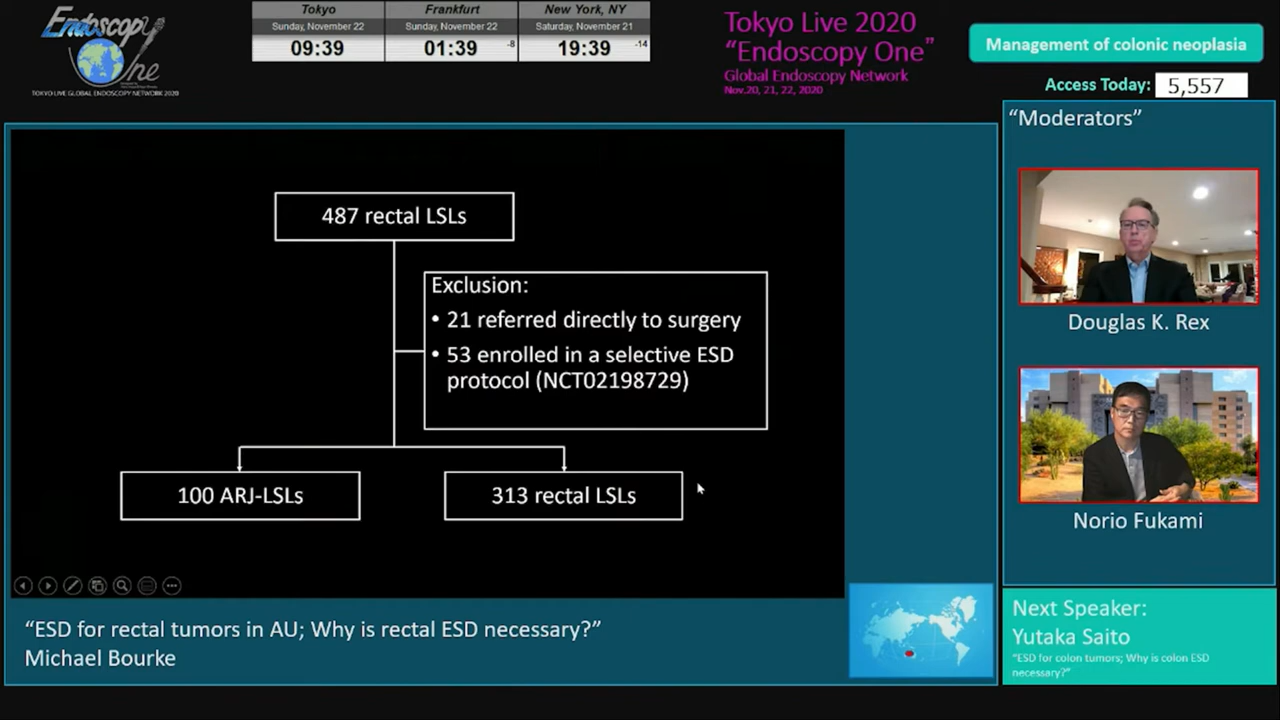 Endoscopy
One
TOKYO LIVE GLOBAL ENDOSCOPY NETWORK 2020
Tokyo
Sunday, November 22
09:39
Frankfurt
Sunday, November 22
01:39
-8
New York, NY
Saturday, November 21
19:39
-14
Tokyo Live 2020
“Endoscopy One”
Global Endoscopy Network
Nov.20, 21, 22, 2020
Management of colonic neoplasia
Access Today:
5,557
487 rectal LSLs
Exclusion:
• 21 referred directly to surgery
• 53 enrolled in a selective ESD
protocol (NCT02198729)
100 ARJ-LSLs
313 rectal LSLs
“Moderators”
Douglas K. Rex
Norio Fukami
“ESD for rectal tumors in AU; Why is rectal ESD necessary?”
Michael Bourke
Next Speaker:
Yutaka Saito
“ESD for colon tumors; Why is colon ESD
necessary?”